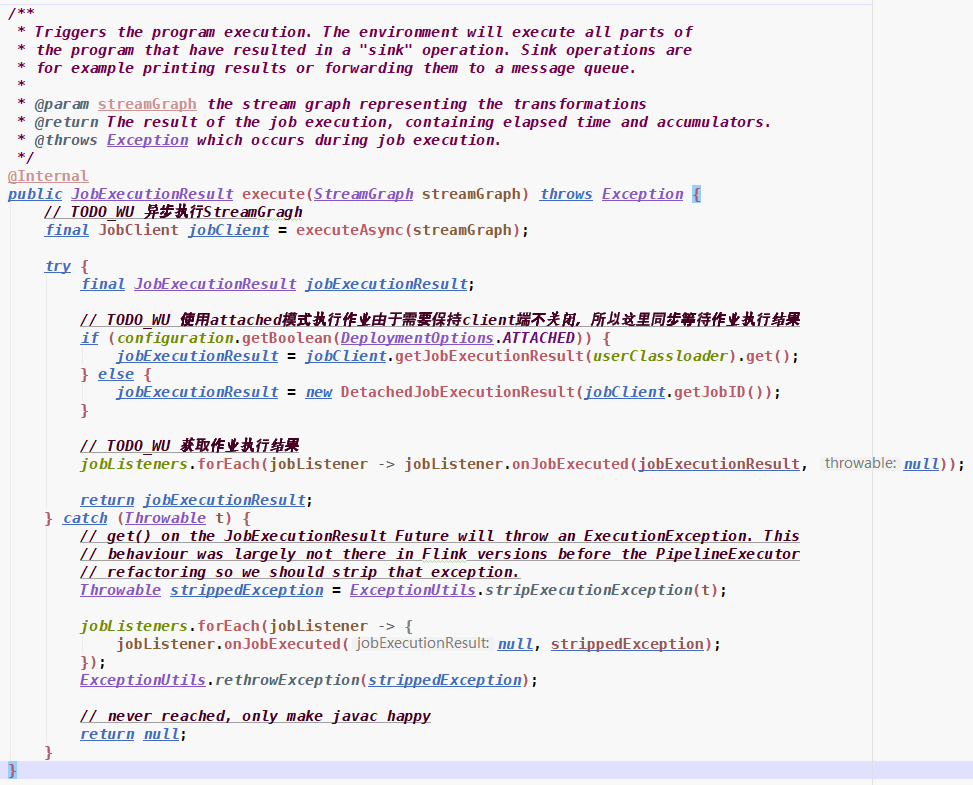 /**
 * Triggers the program execution. The environment will execute all parts of
 * the program that have resulted in a "sink" operation. Sink operations are
 * for example printing results or forwarding them to a message queue.
 *
 * @param streamGraph the stream graph representing the transformations
 * @return The result of the job execution, containing elapsed time and accumulators.
 * @throws Exception which occurs during job execution.
 */
@Internal
public JobExecutionResult execute(StreamGraph streamGraph) throws Exception {
    // TODO_WU 异步执行StreamGragh
    final JobClient jobClient = executeAsync(streamGraph);

    try {
        final JobExecutionResult jobExecutionResult;

        // TODO_WU 使用attached模式执行作业由于需要保持client端不关闭, 所以这里同步等待作业执行结果
        if (configuration.getBoolean(DeploymentOptions.ATTACHED)) {
            jobExecutionResult = jobClient.getJobExecutionResult(userClassloader).get();
        } else {
            jobExecutionResult = new DetachedJobExecutionResult(jobClient.getJobID());
        }

        // TODO_WU 获取作业执行结果
        jobListeners.forEach(jobListener -> jobListener.onJobExecuted(jobExecutionResult, throwable: null));

        return jobExecutionResult;
    } catch (Throwable t) {
        // get() on the JobExecutionResult Future will throw an ExecutionException. This
        // behaviour was largely not there in Flink versions before the PipelineExecutor
        // refactoring so we should strip that exception.
        Throwable strippedException = ExceptionUtils.stripExecutionException(t);

        jobListeners.forEach(jobListener -> {
            jobListener.onJobExecuted( jobExecutionResult: null, strippedException);
        });
        ExceptionUtils.rethrowException(strippedException);

        // never reached, only make javac happy
        return null;
    }
}